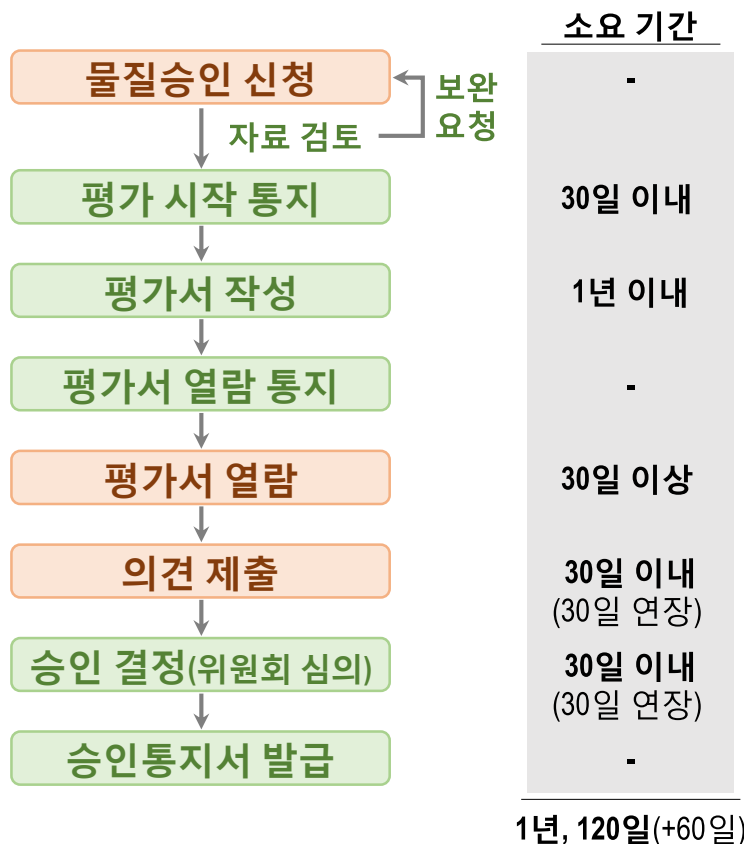 소요 기간
물질승인 신청
-
보완
요청
자료 검토
평가 시작 통지
30일 이내
평가서 작성
1년 이내
평가서 열람 통지
-
평가서 열람
30일 이상
의견 제출
30일 이내
(30일 연장)
승인 결정(위원회 심의)
30일 이내
(30일 연장)
승인통지서 발급
-
1년, 120일(+60일)